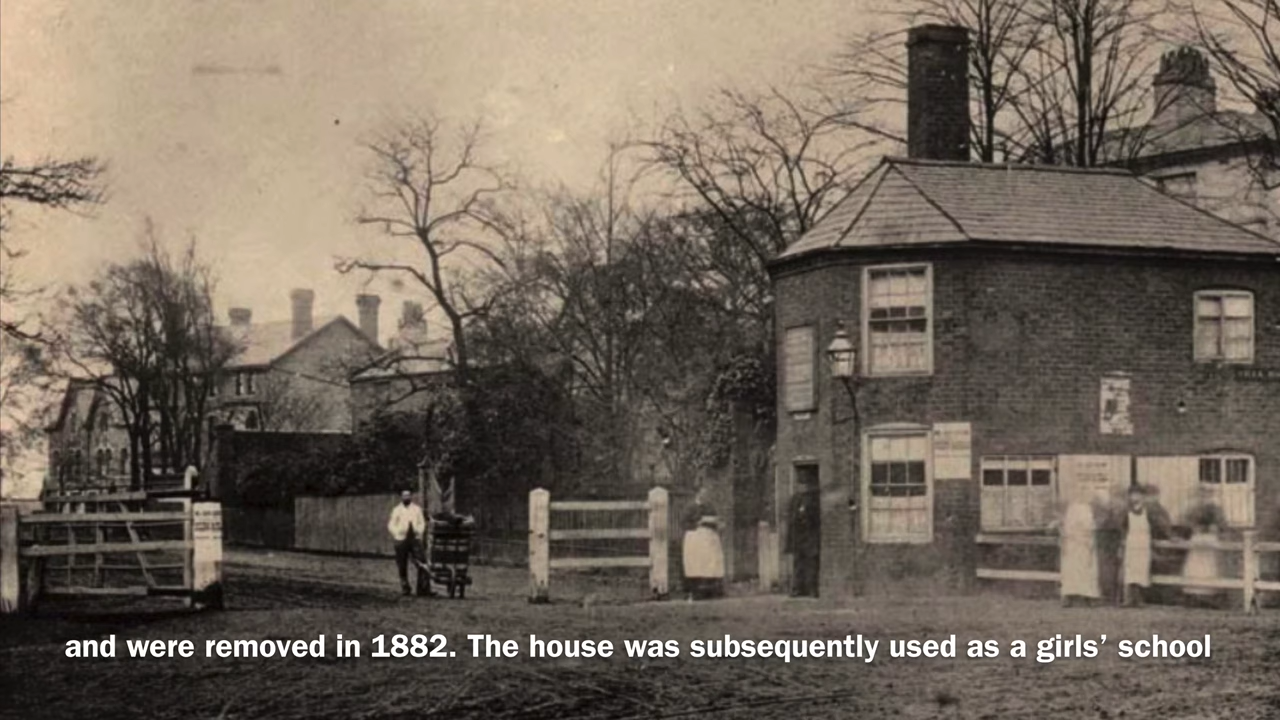 and were removed in 1882. The house was subsequently used as a girls’ school